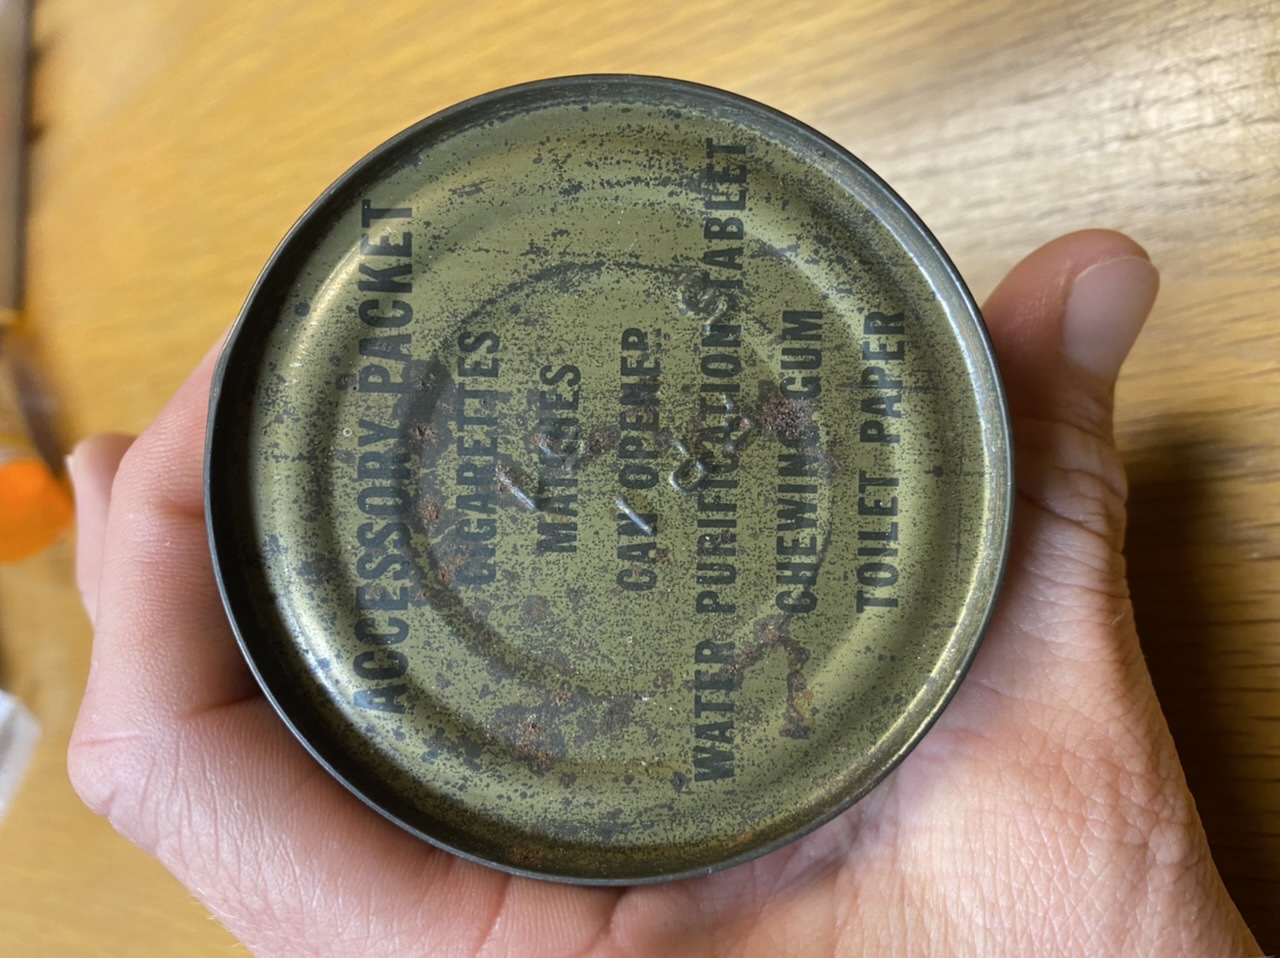 ACCESSORY PACKET
CIGARETTES
MATCHES
CAN OPENER
WATER PURIFICATION TABLET
CHEWING GUM
TOILET PAPER